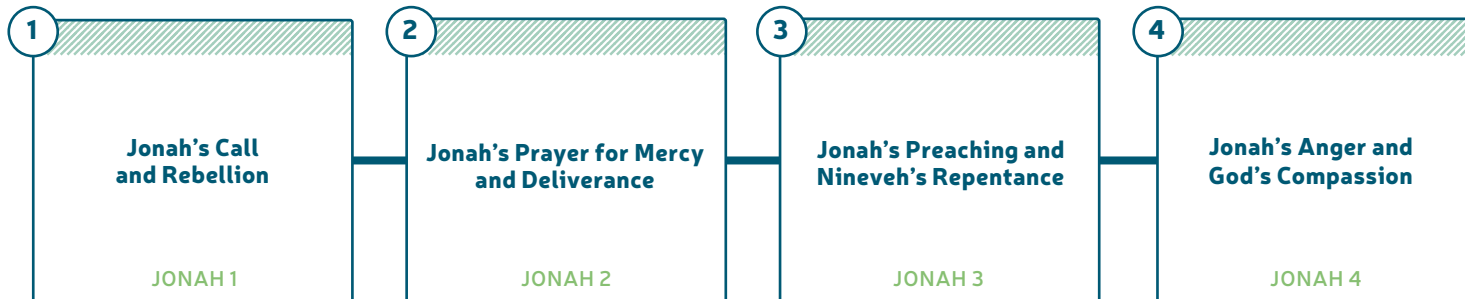 1
Jonah’s Call
and Rebellion
JONAH 1
2
Jonah’s Prayer for Mercy
and Deliverance
JONAH 2
3
Jonah’s Preaching and
Nineveh’s Repentance
JONAH 3
4
Jonah’s Anger and
God’s Compassion
JONAH 4